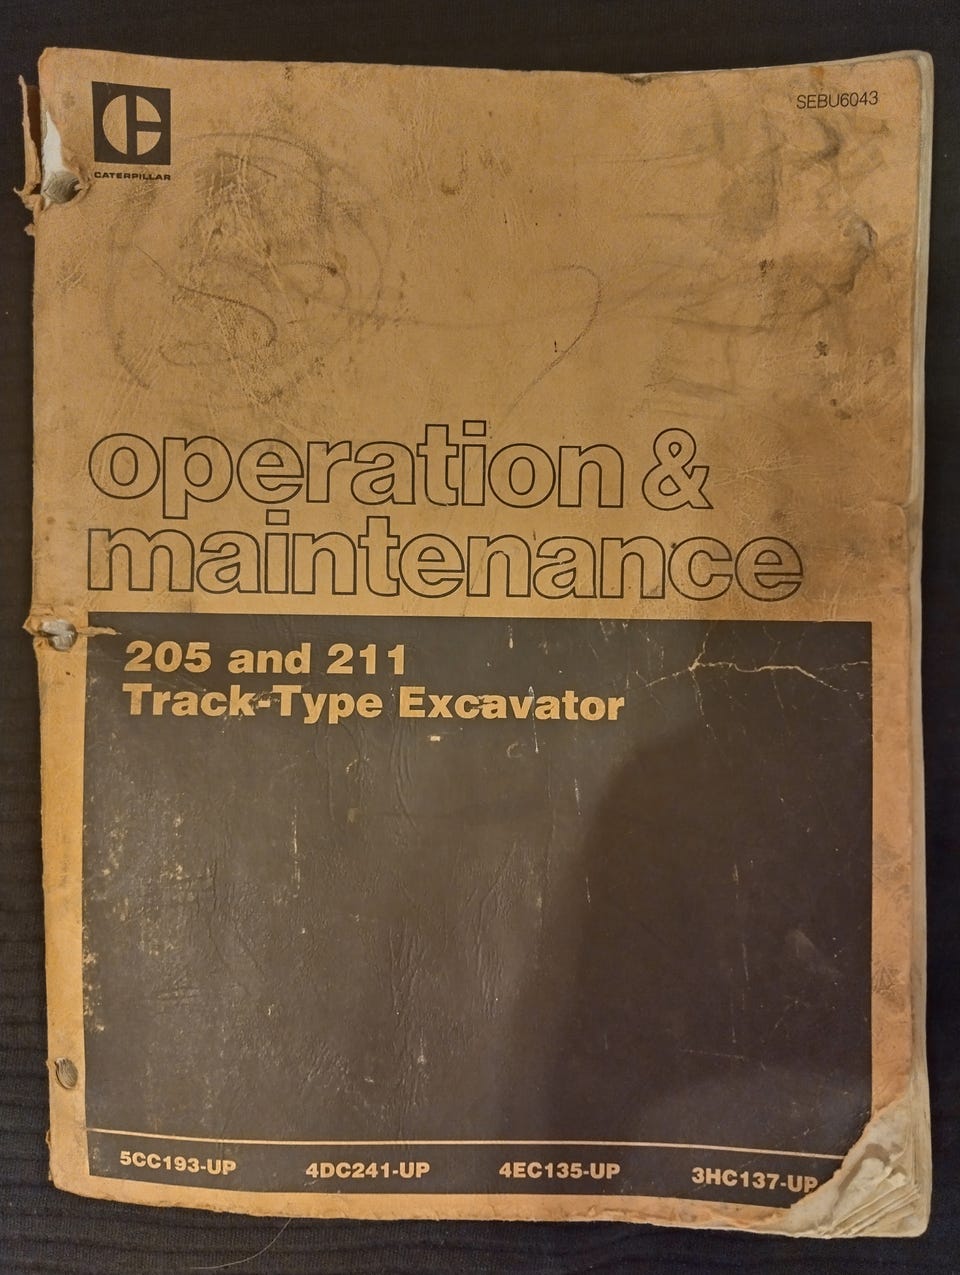 SEBU6043
CATERPILLAR
operation &
maintenance
205 and 211
Track-Type Excavator
5CC193-UP 4DC241-UP 4EC135-UP 3HC137-UP